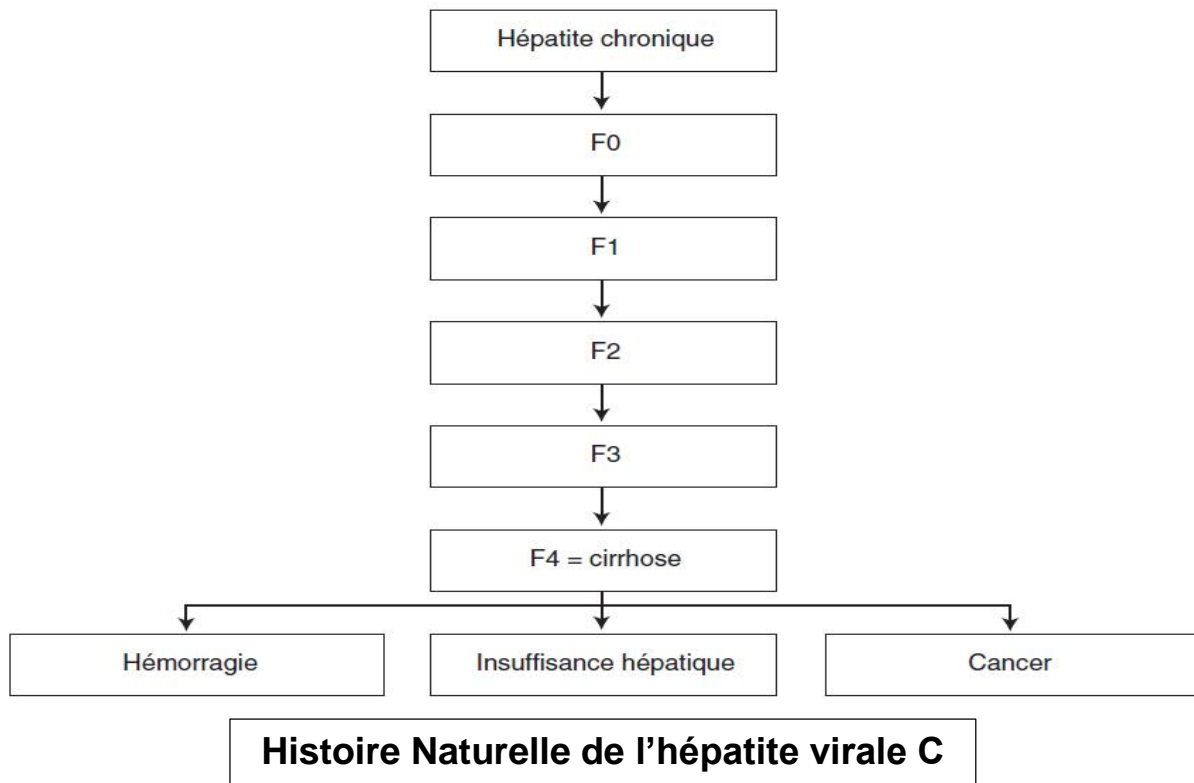 Hépatite chronique
F0
F1
F2
F3
F4 = cirrhose
Hémorragie
Insuffisance hépatique
Cancer
Histoire Naturelle de l’hépatite virale C